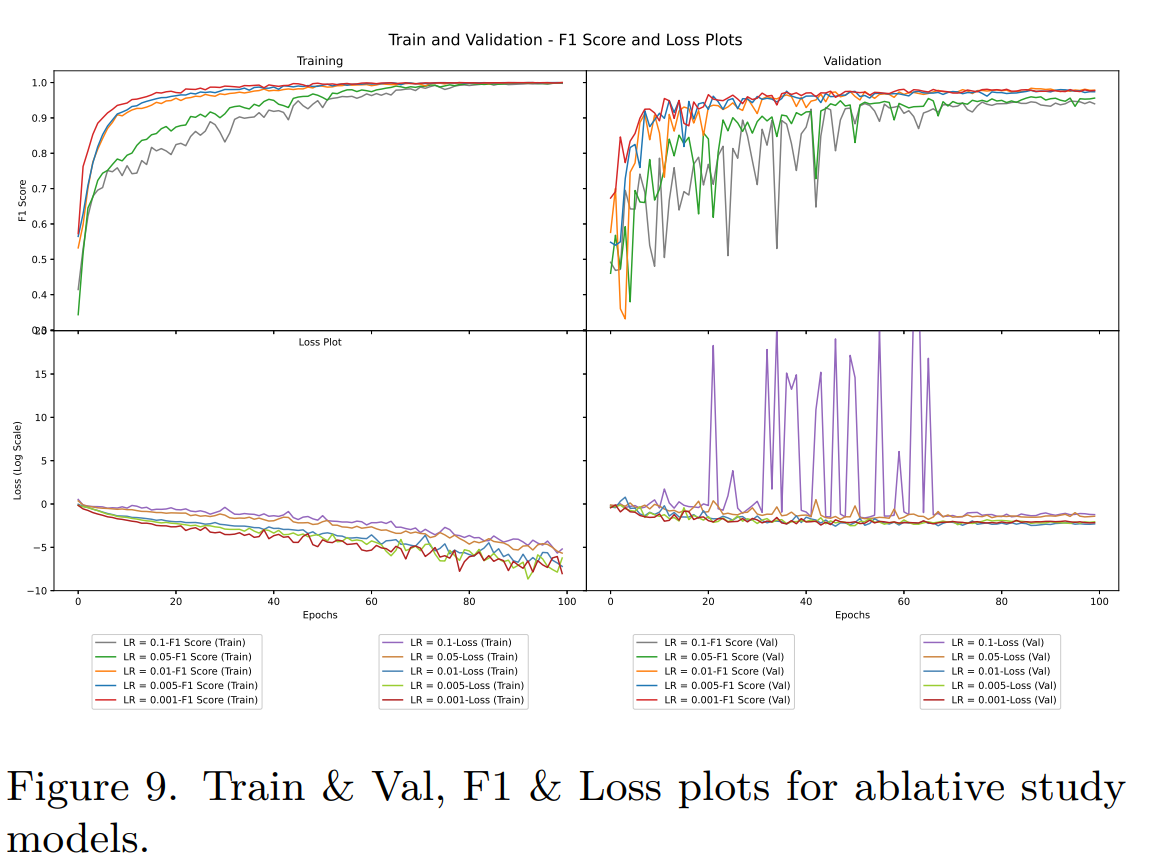 Train and Validation - F1 Score and Loss Plots
Training
Validation
F1 Score
1.0
0.9
0.8
0.7
0.6
0.5
0.4
Loss Plot
Loss (Log Scale)
15
10
5
0
−5
−10
0 20 40 60 80 100
0 20 40 60 80 100
Epochs
Epochs
LR = 0.1-F1 Score (Train)
LR = 0.05-F1 Score (Train)
LR = 0.01-F1 Score (Train)
LR = 0.005-F1 Score (Train)
LR = 0.001-F1 Score (Train)
LR = 0.1-Loss (Train)
LR = 0.05-Loss (Train)
LR = 0.01-Loss (Train)
LR = 0.005-Loss (Train)
LR = 0.001-Loss (Train)
LR = 0.1-F1 Score (Val)
LR = 0.05-F1 Score (Val)
LR = 0.01-F1 Score (Val)
LR = 0.005-F1 Score (Val)
LR = 0.001-F1 Score (Val)
LR = 0.1-Loss (Val)
LR = 0.05-Loss (Val)
LR = 0.01-Loss (Val)
LR = 0.005-Loss (Val)
LR = 0.001-Loss (Val)
Figure 9. Train & Val, F1 & Loss plots for ablative study
models.